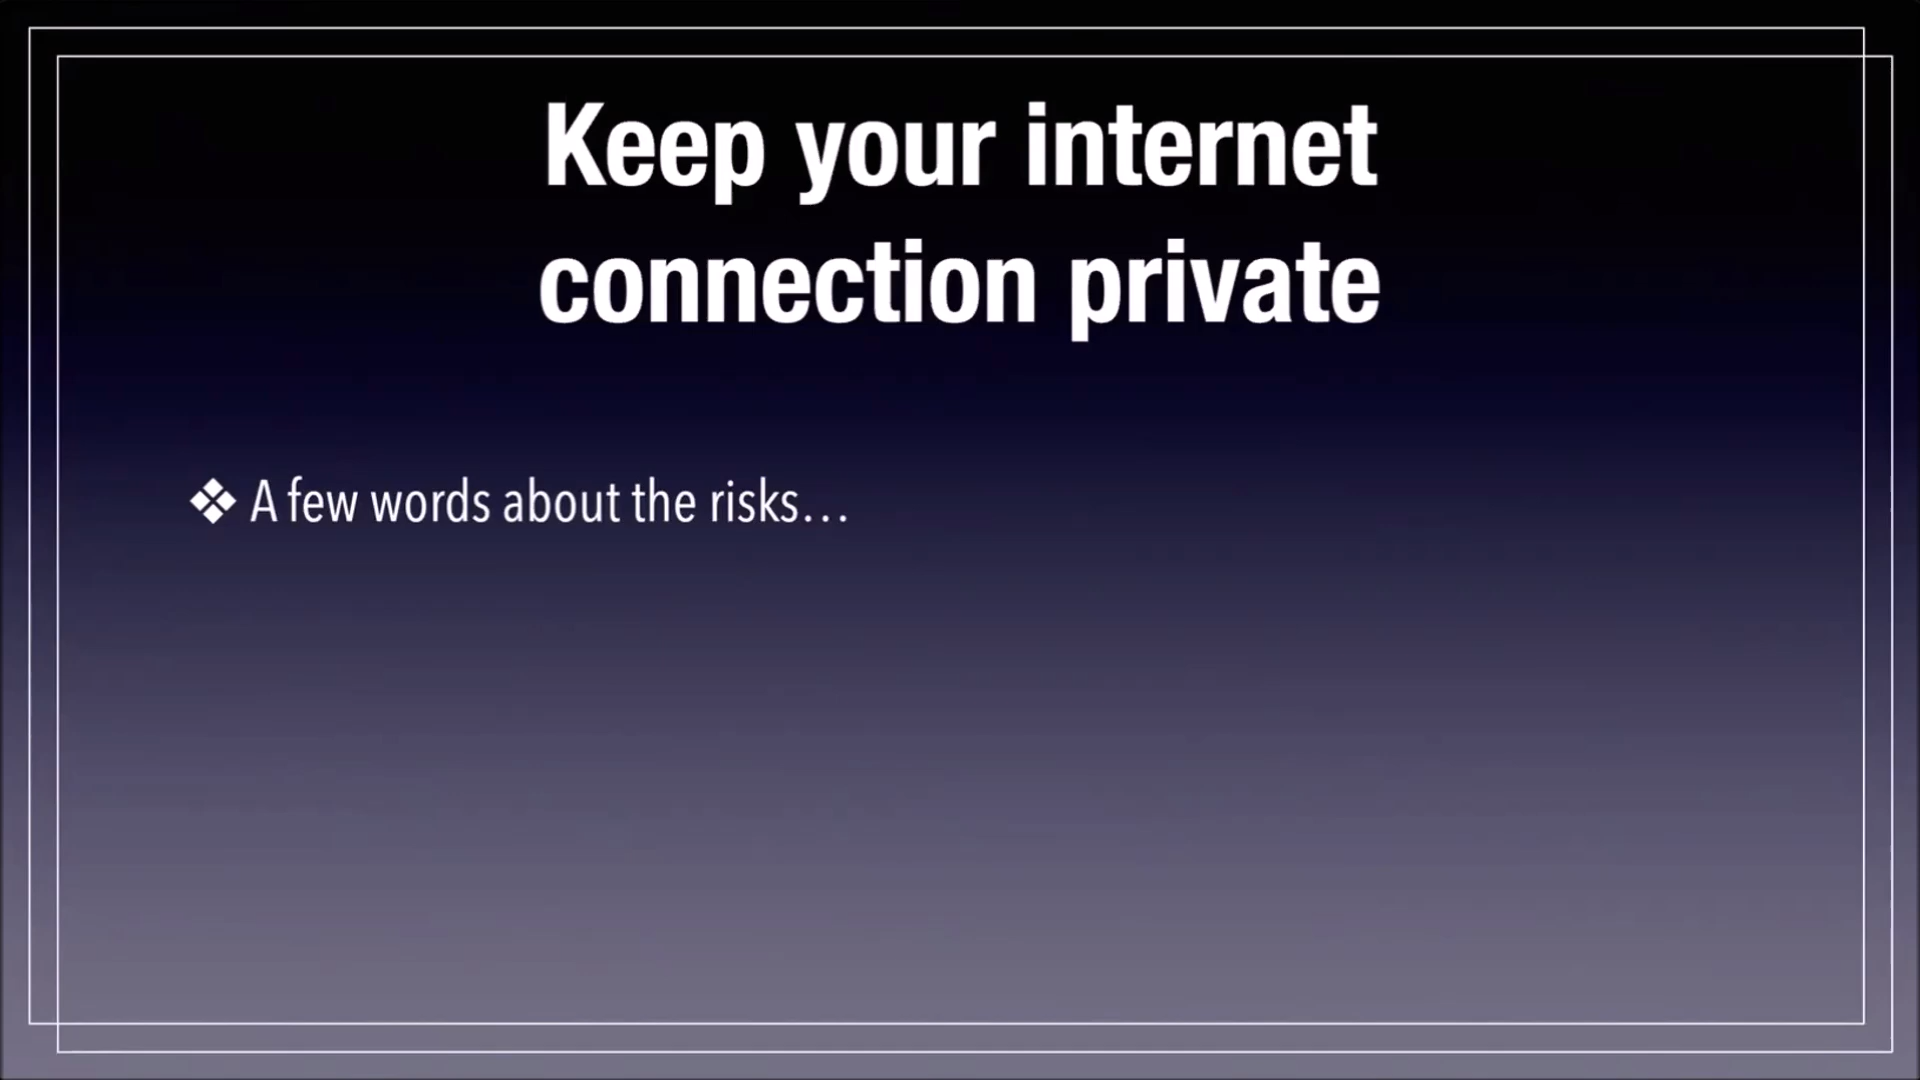 Keep your internet
connection private
❖ A few words about the risks…